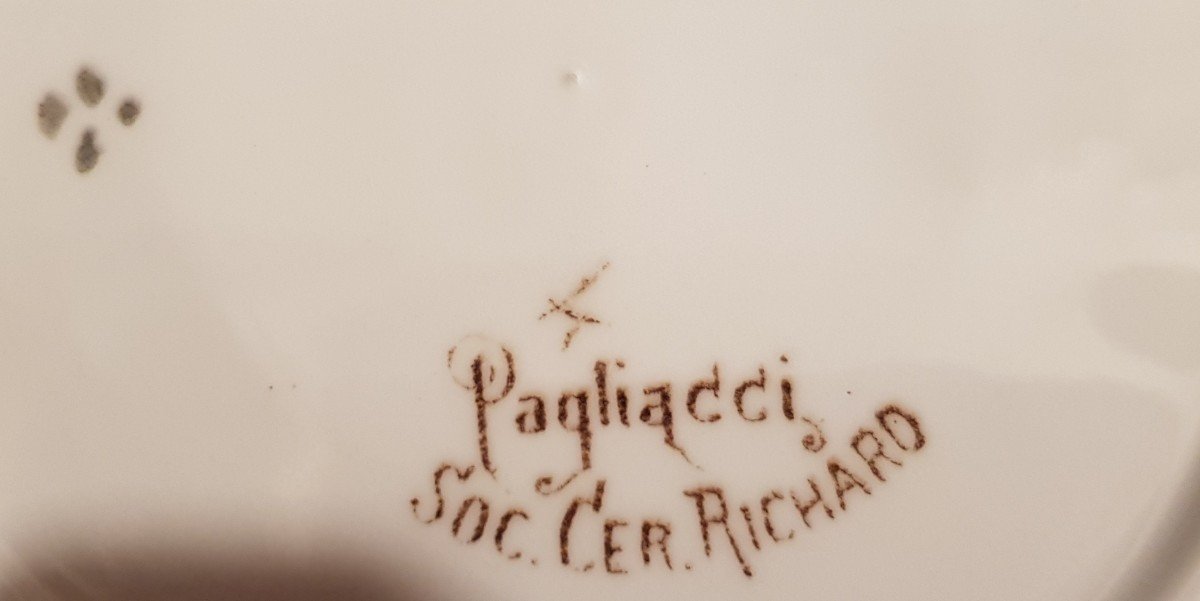 Pagliacci
SOC. CER. RICHARD